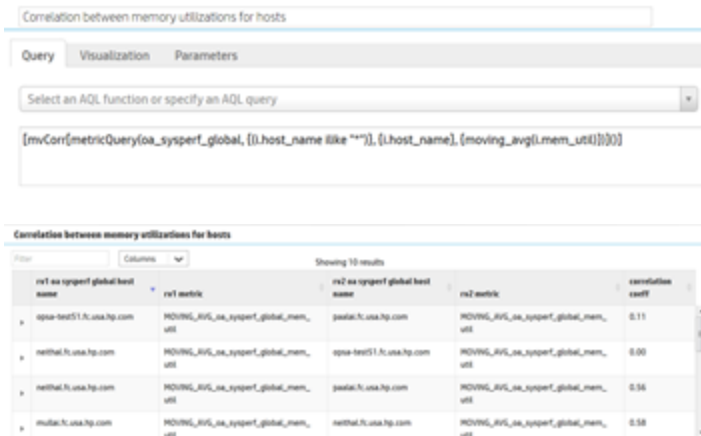 Correlation between memory utilizations for hosts
Query Visualization Parameters
Select an AQL function or specify an AQL query
[mvCorr[metricQuery(oa_sysperf_global, {(i.host_name ilike "*")}, {i.host_name}, {moving_avg(i.mem_util)})]()]
Correlation between memory utilizations for hosts
Filter Columns Showing 10 results
rv1 oa sysperf global host name rv1 metric rv2 oa sysperf global host name rv2 metric correlation coeff
opsa-test51.fc.usa.hp.com MOVING_AVG_oa_sysperf_global_mem_util paalai.fc.usa.hp.com MOVING_AVG_oa_sysperf_global_mem_util 0.11
neithal.fc.usa.hp.com MOVING_AVG_oa_sysperf_global_mem_util opsa-test51.fc.usa.hp.com MOVING_AVG_oa_sysperf_global_mem_util 0.00
neithal.fc.usa.hp.com MOVING_AVG_oa_sysperf_global_mem_util paalai.fc.usa.hp.com MOVING_AVG_oa_sysperf_global_mem_util 0.56
mullai.fc.usa.hp.com MOVING_AVG_oa_sysperf_global_mem_util neithal.fc.usa.hp.com MOVING_AVG_oa_sysperf_global_mem_util 0.58